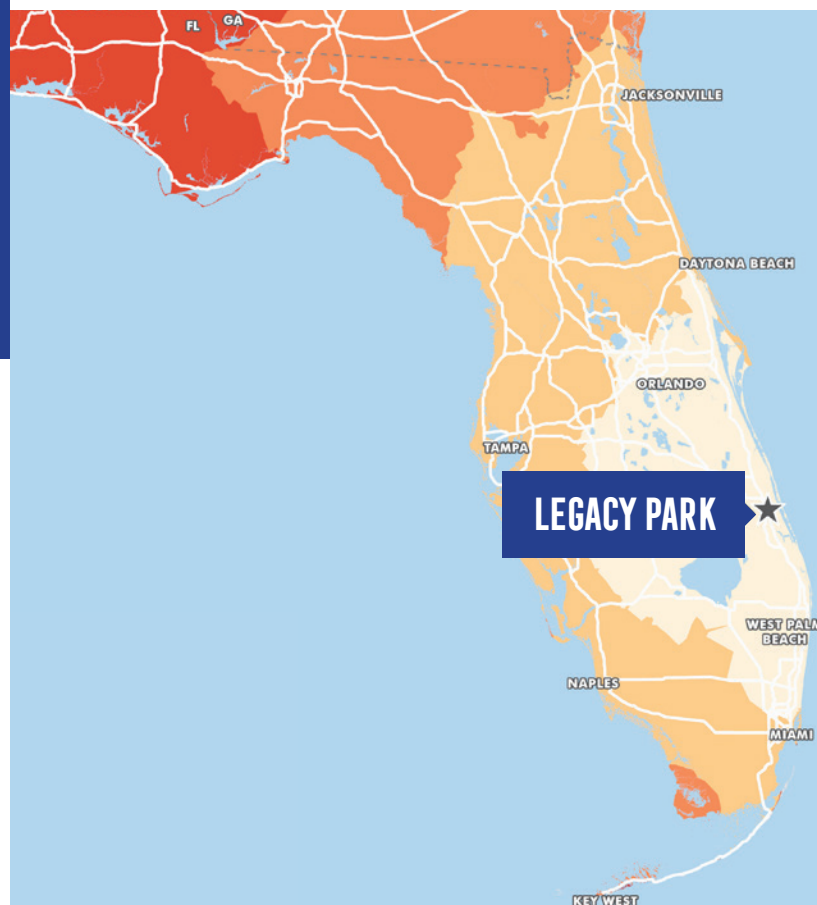 FL GA
JACKSONVILLE
DAYTONA BEACH
ORLANDO
TAMPA
LEGACY PARK
WEST PALM
BEACH
NAPLES
MIAMI
KEY WEST